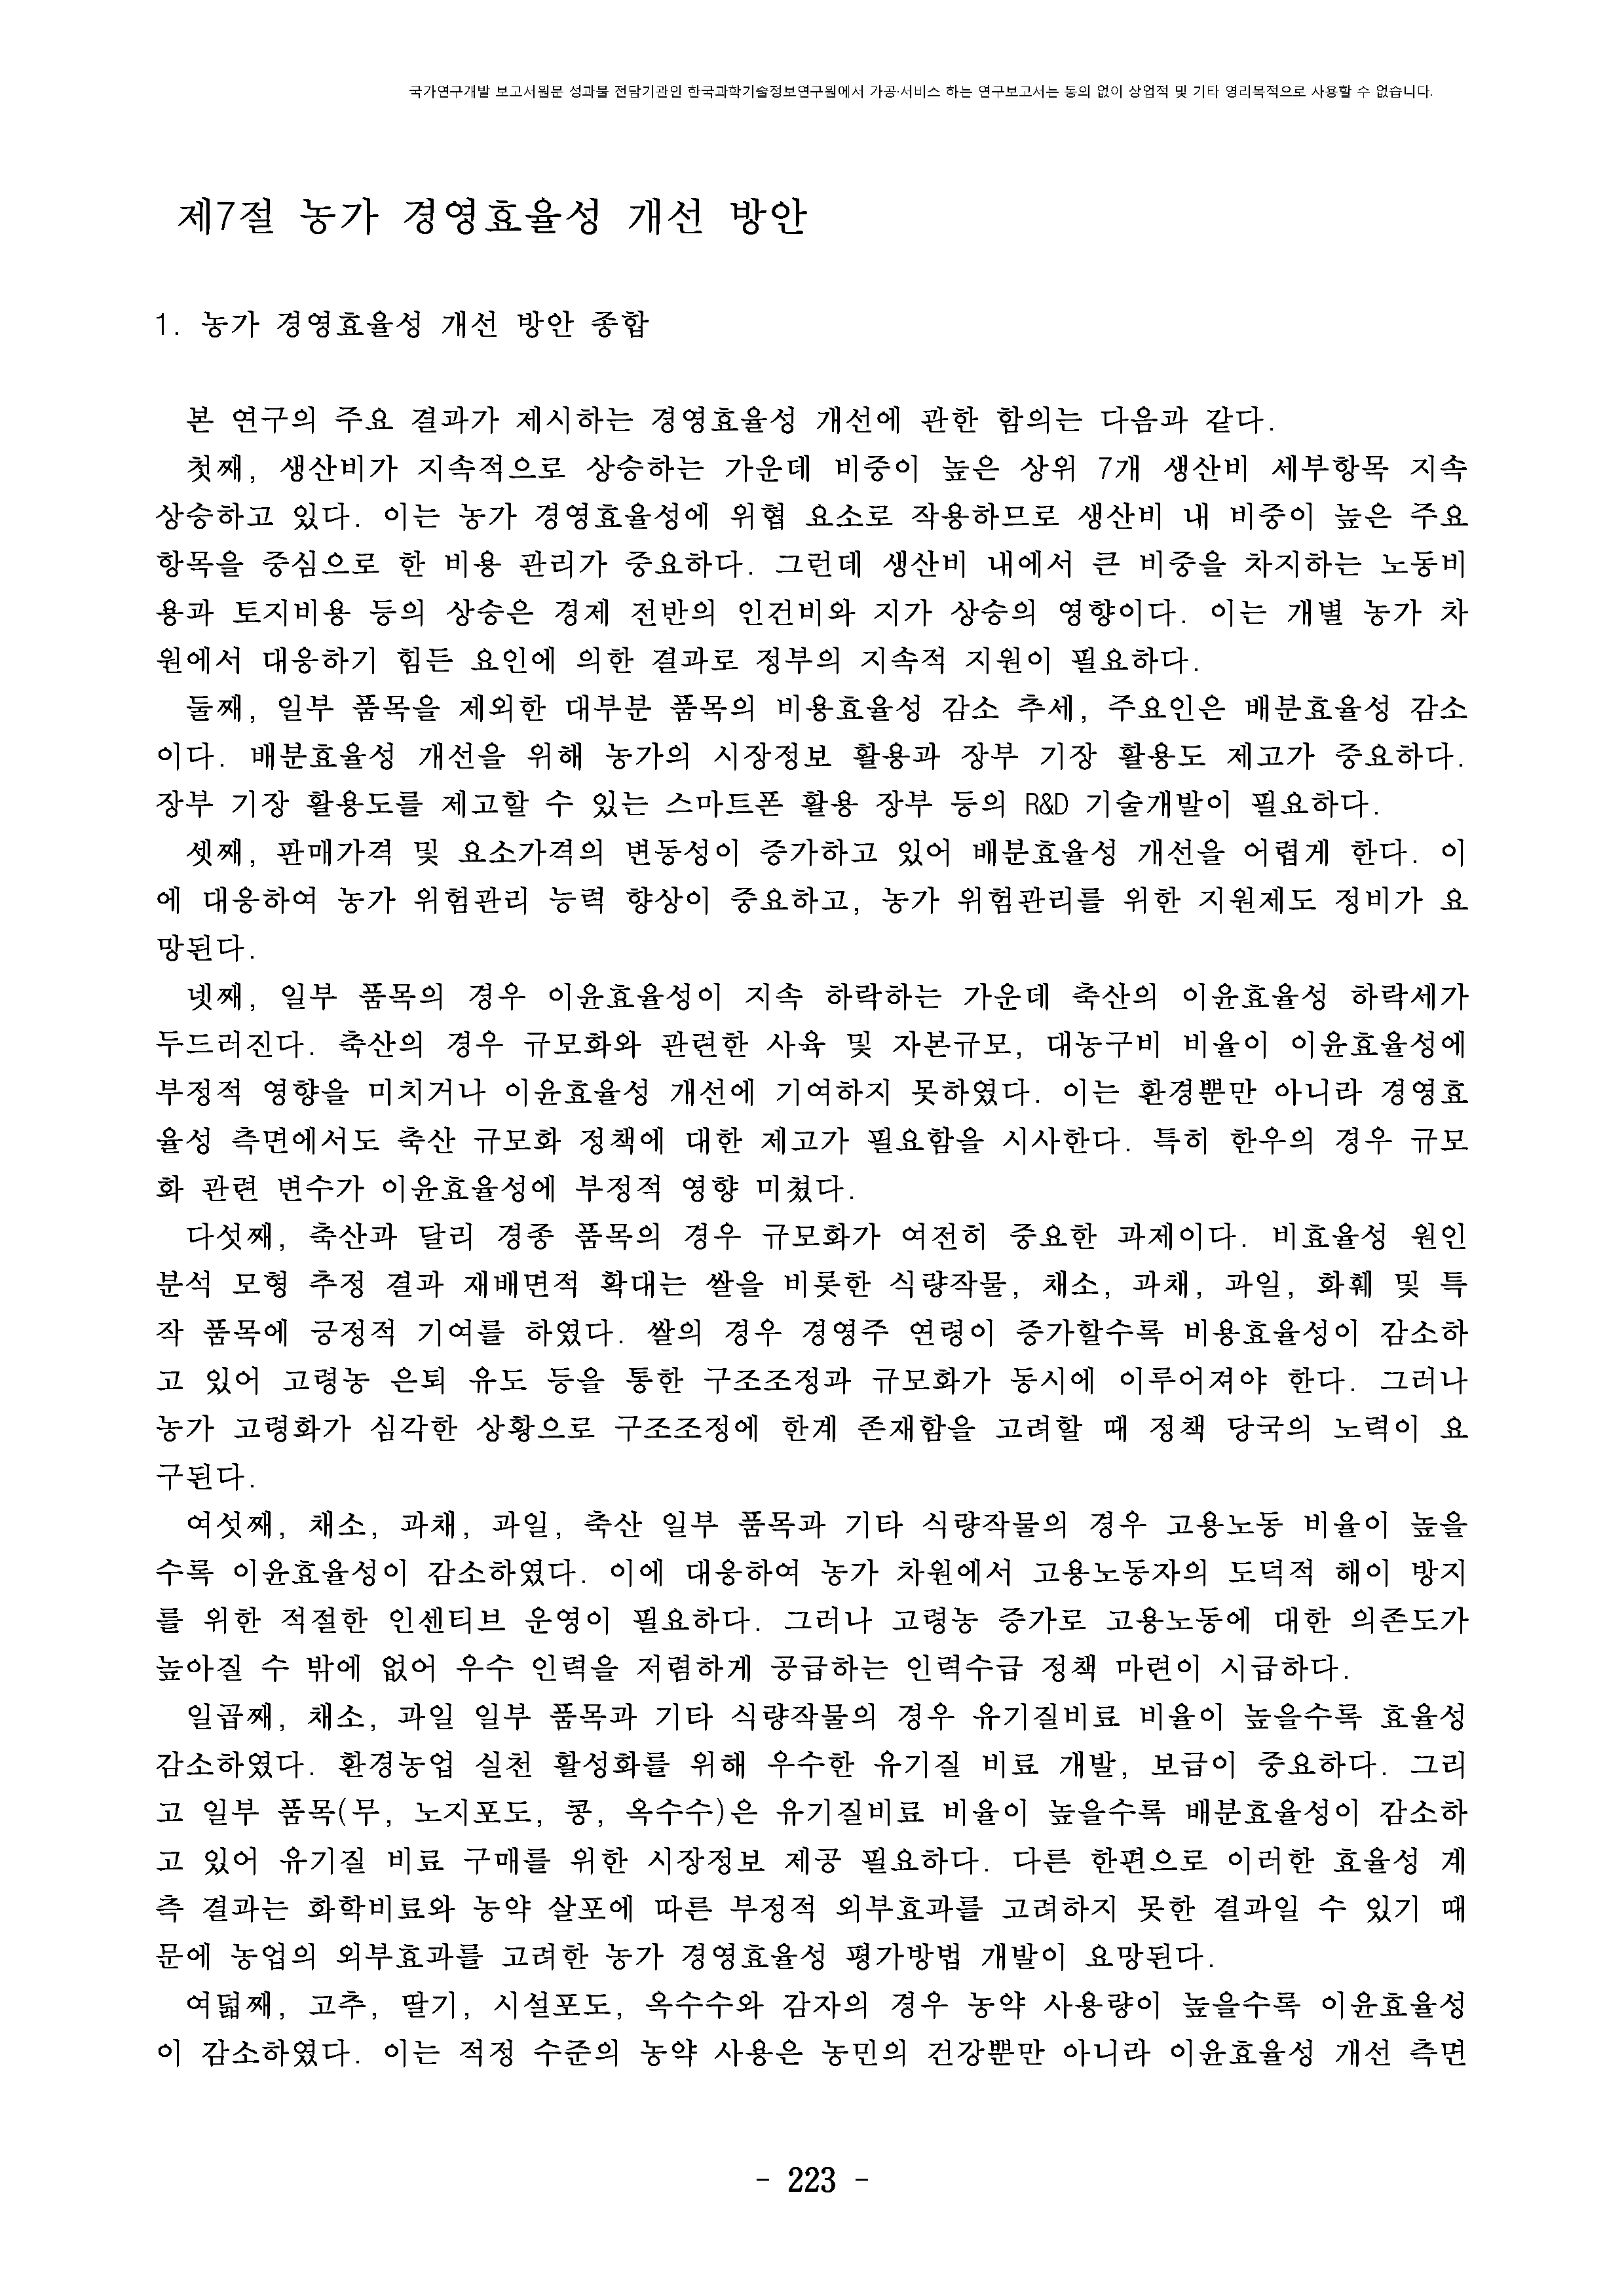 국가연구개발 보고서원문 성과물 전담기관인 한국과학기술정보연구원에서 가공·서비스 하는 연구보고서는 동의 없이 상업적 및 기타 영리목적으로 사용할 수 없습니다.
제7절 농가 경영효율성 개선 방안
1. 농가 경영효율성 개선 방안 종합
본 연구의 주요 결과가 제시하는 경영효율성 개선에 관한 함의는 다음과 같다.
첫째, 생산비가 지속적으로 상승하는 가운데 비중이 높은 상위 7개 생산비 세부항목 지속
상승하고 있다. 이는 농가 경영효율성에 위협 요소로 작용하므로 생산비 내 비중이 높은 주요
항목을 중심으로 한 비용 관리가 중요하다. 그런데 생산비 내에서 큰 비중을 차지하는 노동비
용과 토지비용 등의 상승은 경제 전반의 인건비와 지가 상승의 영향이다. 이는 개별 농가 차
원에서 대응하기 힘든 요인에 의한 결과로 정부의 지속적 지원이 필요하다.
둘째, 일부 품목을 제외한 대부분 품목의 비용효율성 감소 추세, 주요인은 배분효율성 감소
이다. 배분효율성 개선을 위해 농가의 시장정보 활용과 장부 기장 활용도 제고가 중요하다.
장부 기장 활용도를 제고할 수 있는 스마트폰 활용 장부 등의 R&D 기술개발이 필요하다.
셋째, 판매가격 및 요소가격의 변동성이 증가하고 있어 배분효율성 개선을 어렵게 한다. 이
에 대응하여 농가 위험관리 능력 향상이 중요하고, 농가 위험관리를 위한 지원제도 정비가 요
망된다.
넷째, 일부 품목의 경우 이윤효율성이 지속 하락하는 가운데 축산의 이윤효율성 하락세가
두드러진다. 축산의 경우 규모화와 관련한 사육 및 자본규모, 대농구비 비율이 이윤효율성에
부정적 영향을 미치거나 이윤효율성 개선에 기여하지 못하였다. 이는 환경뿐만 아니라 경영효
율성 측면에서도 축산 규모화 정책에 대한 제고가 필요함을 시사한다. 특히 한우의 경우 규모
화 관련 변수가 이윤효율성에 부정적 영향 미쳤다.
다섯째, 축산과 달리 경종 품목의 경우 규모화가 여전히 중요한 과제이다. 비효율성 원인
분석 모형 추정 결과 재배면적 확대는 쌀을 비롯한 식량작물, 채소, 과채, 과일, 화훼 및 특
작 품목에 긍정적 기여를 하였다. 쌀의 경우 경영주 연령이 증가할수록 비용효율성이 감소하
고 있어 고령농 은퇴 유도 등을 통한 구조조정과 규모화가 동시에 이루어져야 한다. 그러나
농가 고령화가 심각한 상황으로 구조조정에 한계 존재함을 고려할 때 정책 당국의 노력이 요
구된다.
여섯째, 채소, 과채, 과일, 축산 일부 품목과 기타 식량작물의 경우 고용노동 비율이 높을
수록 이윤효율성이 감소하였다. 이에 대응하여 농가 차원에서 고용노동자의 도덕적 해이 방지
를 위한 적절한 인센티브 운영이 필요하다. 그러나 고령농 증가로 고용노동에 대한 의존도가
높아질 수 밖에 없어 우수 인력을 저렴하게 공급하는 인력수급 정책 마련이 시급하다.
일곱째, 채소, 과일 일부 품목과 기타 식량작물의 경우 유기질비료 비율이 높을수록 효율성
감소하였다. 환경농업 실천 활성화를 위해 우수한 유기질 비료 개발, 보급이 중요하다. 그리
고 일부 품목(무, 노지포도, 콩, 옥수수)은 유기질비료 비율이 높을수록 배분효율성이 감소하
고 있어 유기질 비료 구매를 위한 시장정보 제공 필요하다. 다른 한편으로 이러한 효율성 계
측 결과는 화학비료와 농약 살포에 따른 부정적 외부효과를 고려하지 못한 결과일 수 있기 때
문에 농업의 외부효과를 고려한 농가 경영효율성 평가방법 개발이 요망된다.
여덟째, 고추, 딸기, 시설포도, 옥수수와 감자의 경우 농약 사용량이 높을수록 이윤효율성
이 감소하였다. 이는 적정 수준의 농약 사용은 농민의 건강뿐만 아니라 이윤효율성 개선 측면
- 223 -